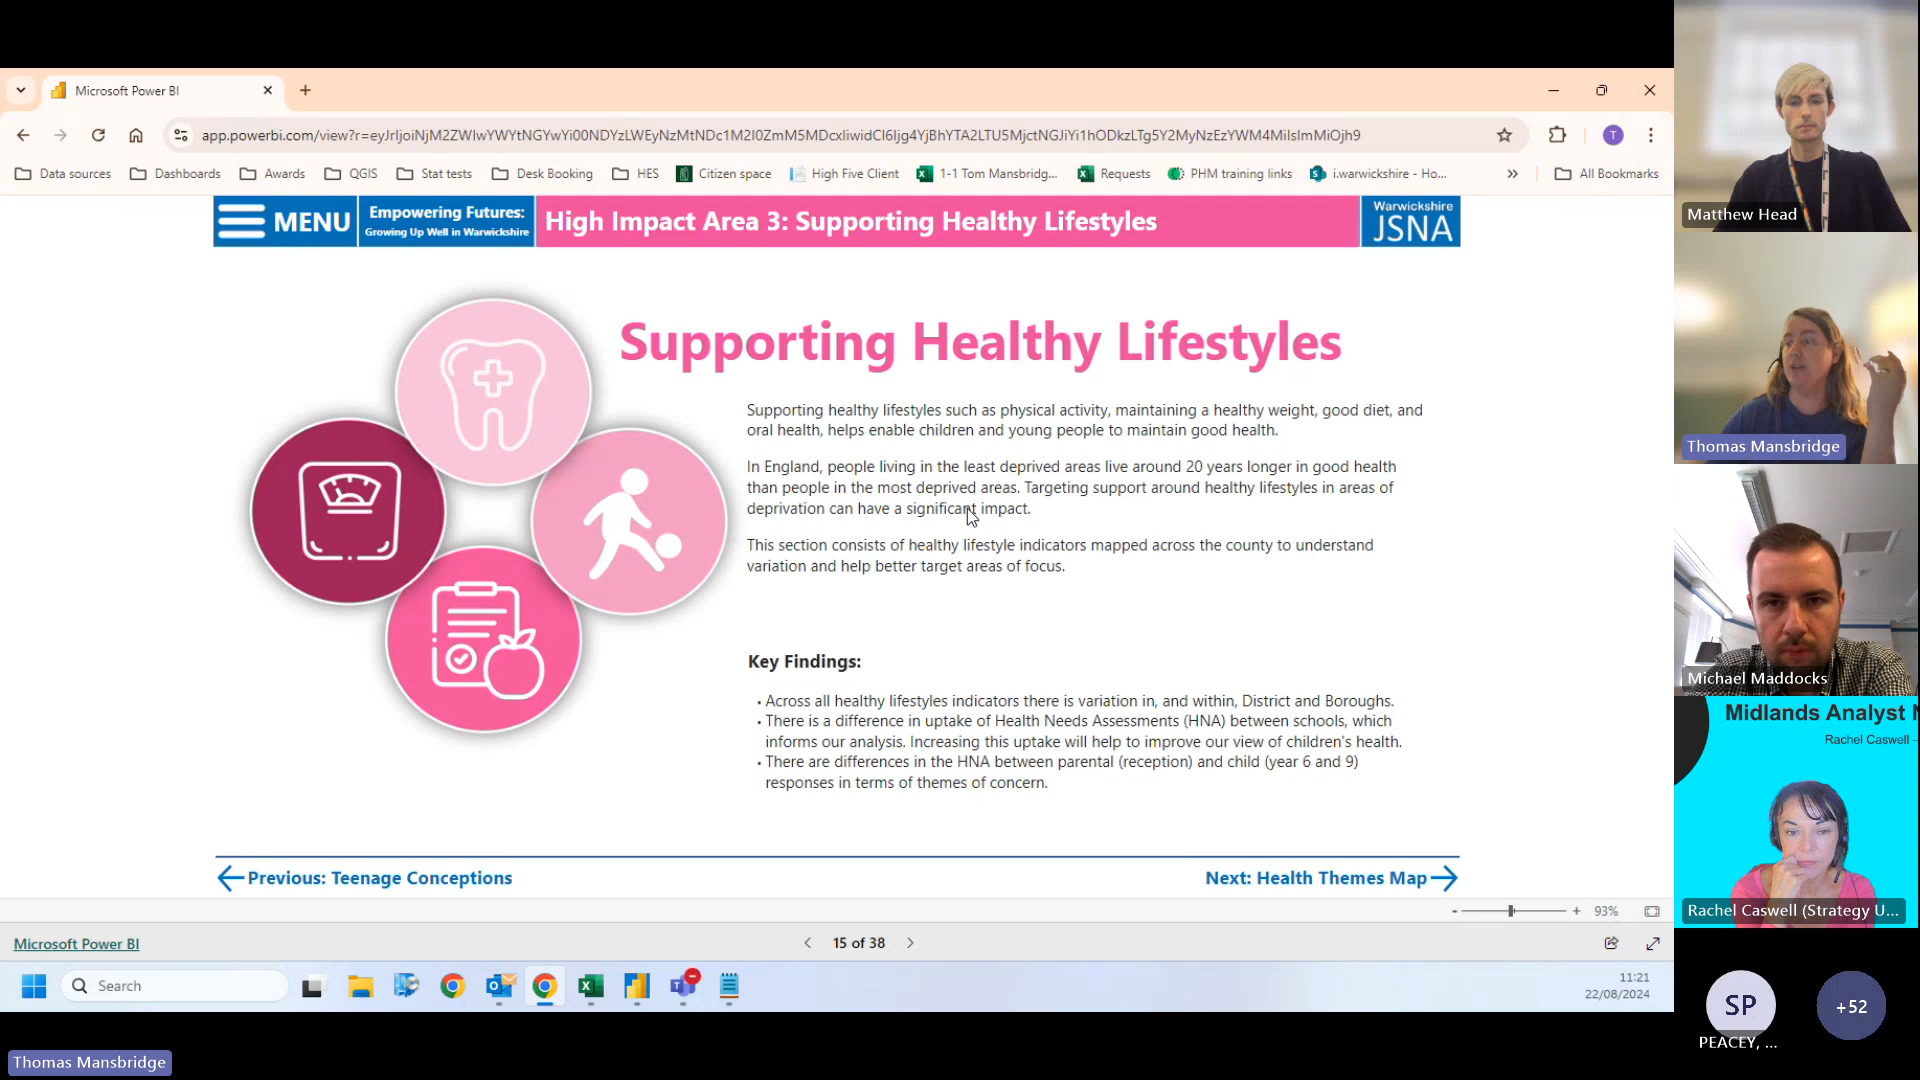 Microsoft Power BI
app.powerbi.com/view?r=eyJrIjoiNjM2ZWIwYWYtNGYwYi00NDYzLWEyNzMtNDc1M2I0ZmM5MDcxIiwidCI6Ijg4YjBhYTA2LTU5MjctNGJiYi1hODkzLTg5Y2MyNzEzYWM4MiIsImMiOjh9
Data sources
Dashboards
Awards
QGIS
Stat tests
Desk Booking
HES
Citizen space
High Five Client
1-1 Tom Mansbridg...
Requests
PHM training links
i.warwickshire - Ho...
»
All Bookmarks
MENU
Empowering Futures:
Growing Up Well in Warwickshire
High Impact Area 3: Supporting Healthy Lifestyles
Warwickshire
JSNA
Supporting Healthy Lifestyles
Supporting healthy lifestyles such as physical activity, maintaining a healthy weight, good diet, and
oral health, helps enable children and young people to maintain good health.
In England, people living in the least deprived areas live around 20 years longer in good health
than people in the most deprived areas. Targeting support around healthy lifestyles in areas of
deprivation can have a significant impact.
This section consists of healthy lifestyle indicators mapped across the county to understand
variation and help better target areas of focus.
Key Findings:
• Across all healthy lifestyles indicators there is variation in, and within, District and Boroughs.
• There is a difference in uptake of Health Needs Assessments (HNA) between schools, which
informs our analysis. Increasing this uptake will help to improve our view of children's health.
• There are differences in the HNA between parental (reception) and child (year 6 and 9)
responses in terms of themes of concern.
Previous: Teenage Conceptions
Next: Health Themes Map
- + 93%
Microsoft Power BI
15 of 38
Search
11:21
22/08/2024
Thomas Mansbridge
Matthew Head
Thomas Mansbridge
Michael Maddocks
Midlands Analyst N
Rachel Caswell –
Rachel Caswell (Strategy U...
SP
PEACEY, ...
+52
T